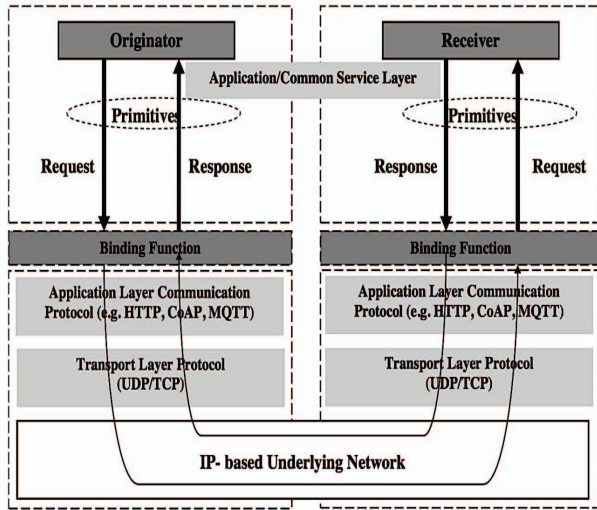 Originator
Receiver
Application/Common Service Layer
Primitives
Primitives
Request
Response
Response
Request
Binding Function
Binding Function
Application Layer Communication
Protocol (e.g. HTTP, CoAP, MQTT)
Application Layer Communication
Protocol (e.g. HTTP, CoAP, MQTT)
Transport Layer Protocol
(UDP/TCP)
Transport Layer Protocol
(UDP/TCP)
IP- based Underlying Network